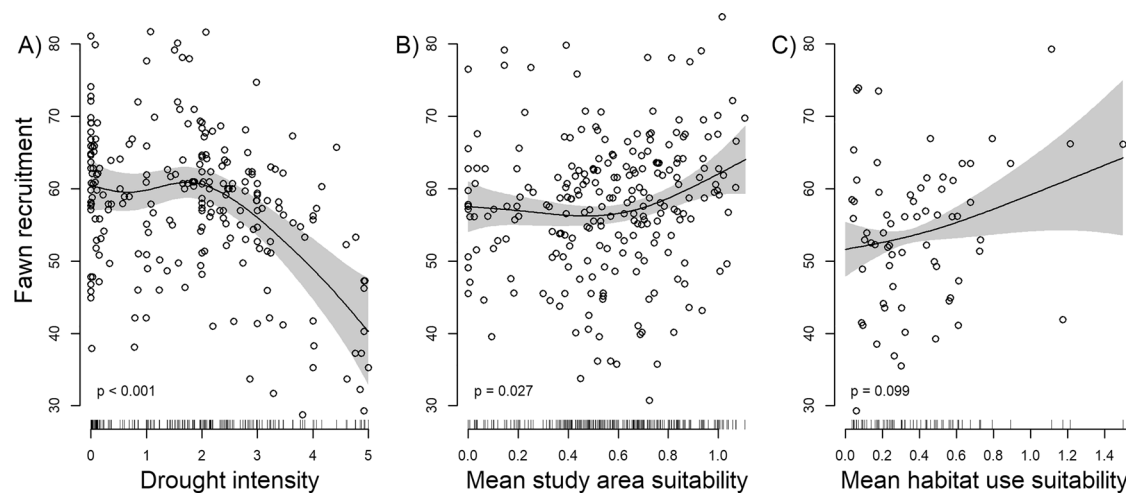 A)
B)
C)
Fawn recruitment
80
70
60
50
40
30
p < 0.001
0 1 2 3 4 5
Drought intensity
80
70
60
50
40
30
p = 0.027
0.0 0.2 0.4 0.6 0.8 1.0
Mean study area suitability
80
70
60
50
40
30
p = 0.099
0.0 0.2 0.4 0.6 0.8 1.0 1.2 1.4
Mean habitat use suitability